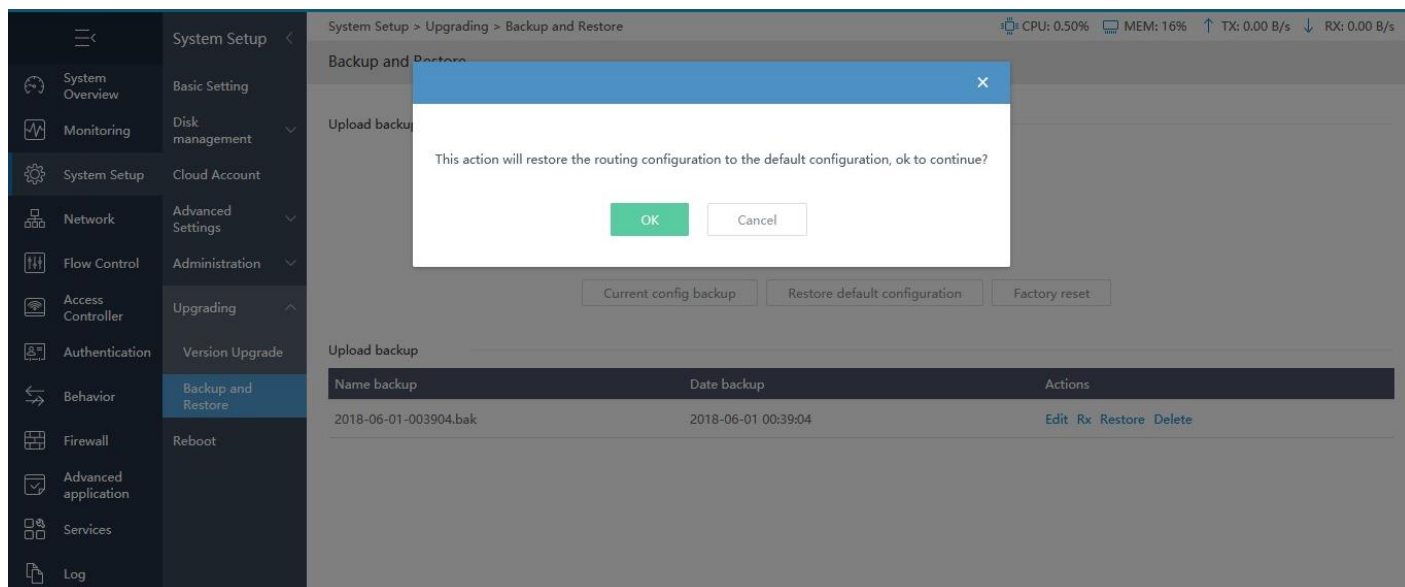 System Setup > Upgrading > Backup and Restore
CPU: 0.50% MEM: 16% TX: 0.00 B/s RX: 0.00 B/s
System Overview
Monitoring
System Setup
Network
Flow Control
Access Controller
Authentication
Behavior
Firewall
Advanced application
Services
Log
System Setup
Basic Setting
Disk management
Cloud Account
Advanced Settings
Administration
Upgrading
Version Upgrade
Backup and Restore
Reboot
Backup and Restore
Upload backup
This action will restore the routing configuration to the default configuration, ok to continue?
OK Cancel
Current config backup Restore default configuration Factory reset
Upload backup
Name backup Date backup Actions
2018-06-01-003904.bak 2018-06-01 00:39:04 Edit Rx Restore Delete